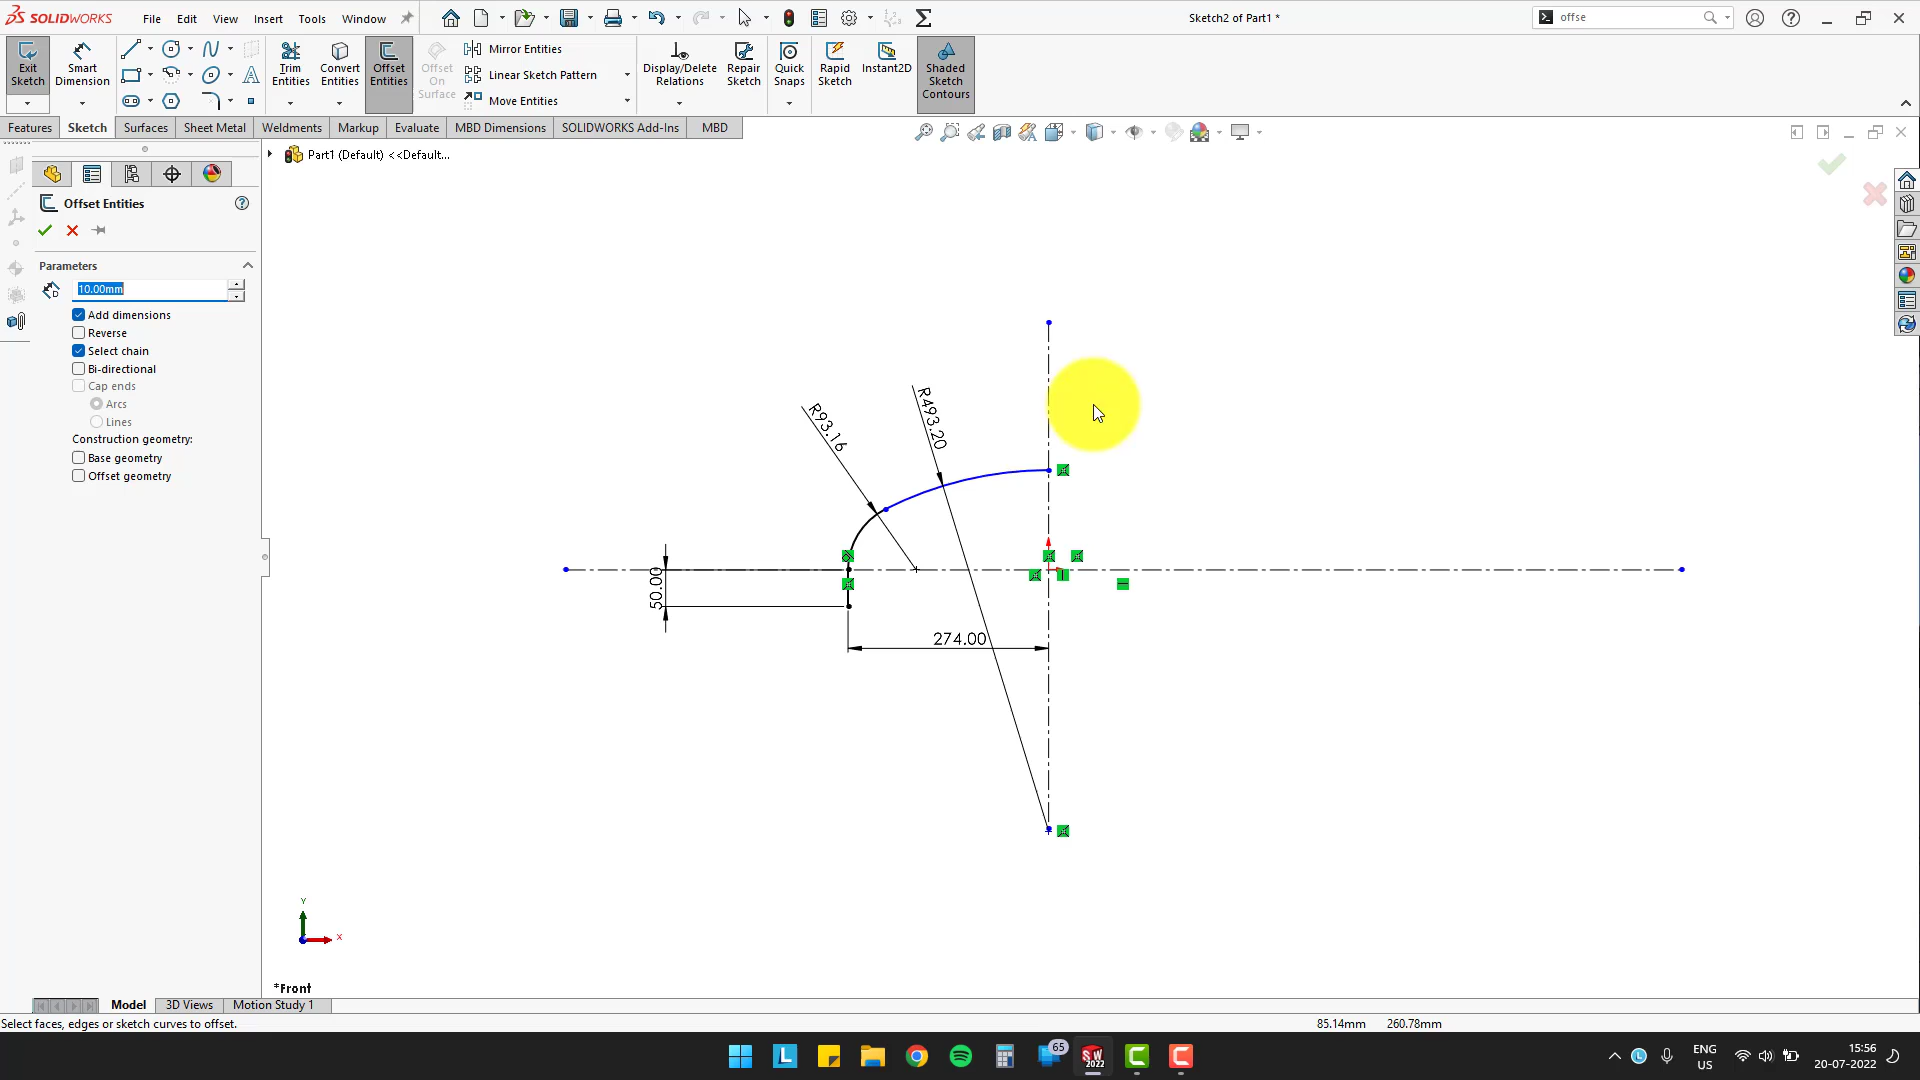 SOLIDWORKS
File Edit View Insert Tools Window
Sketch2 of Part1 *
offse
Exit Sketch
Smart Dimension
Trim Entities
Convert Entities
Offset Entities
Offset On Surface
Mirror Entities
Linear Sketch Pattern
Move Entities
Display/Delete Relations
Repair Sketch
Quick Snaps
Rapid Sketch
Instant2D
Shaded Sketch Contours
Features Sketch Surfaces Sheet Metal Weldments Markup Evaluate MBD Dimensions SOLIDWORKS Add-Ins MBD
Part1 (Default) <<Default...
Offset Entities
Parameters
10.00mm
Add dimensions
Reverse
Select chain
Bi-directional
Cap ends
Arcs
Lines
Construction geometry:
Base geometry
Offset geometry
R93.16
R493.20
50.00
274.00
Y
X
*Front
Model 3D Views Motion Study 1
Select faces, edges or sketch curves to offset.
85.14mm 260.78mm
65
SW
2022
ENG
US
15:56
20-07-2022